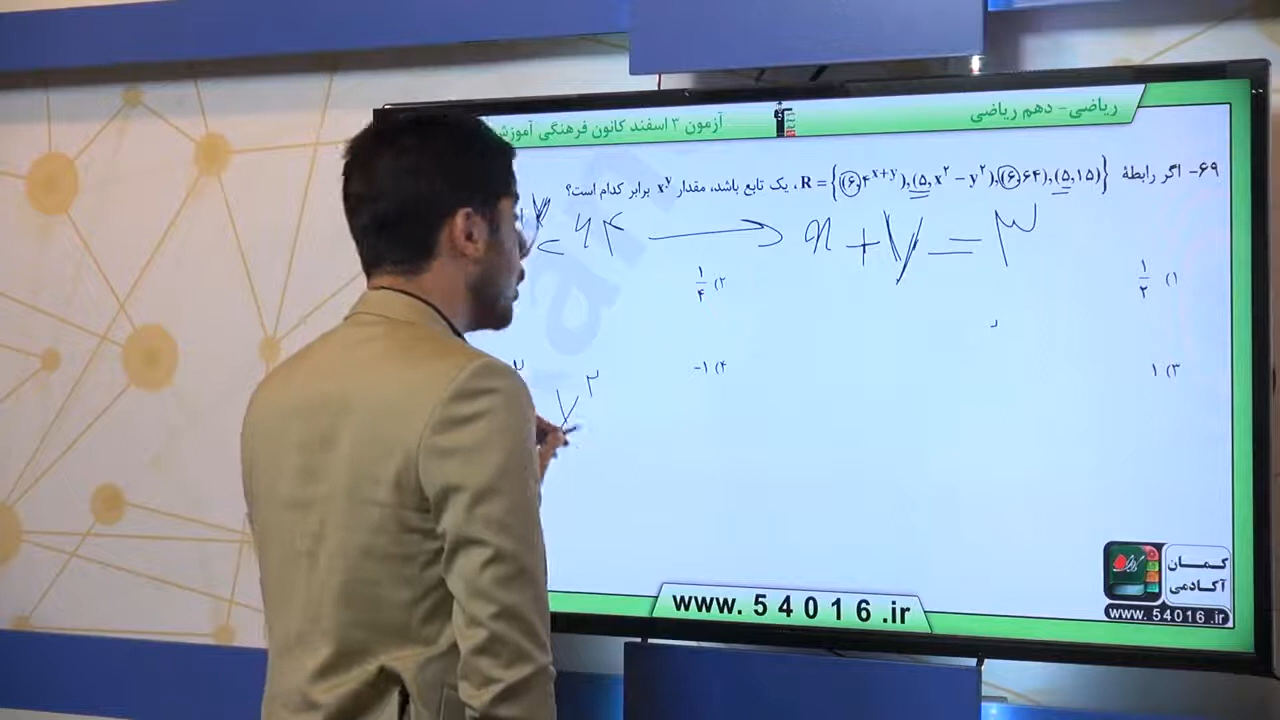 ریاضی - دهم ریاضی
آزمون ۳ اسفند کانون فرهنگی آموزش
۶۹- اگر رابطهٔ R = {(۶,۴^{x+y}),(۵,x^۲ − y^۲),(۶,۶۴),(۵,۱۵)}، یک تابع باشد، مقدار x^y برابر کدام است؟
= ۶۴ → x + y = ۳
۱) ۱/۲
۲) ۱/۴
۳) ۱
۴) -۱
y^۲
کمان
آکادمی
www. 54016 .ir
www. 5 4 0 1 6 .ir